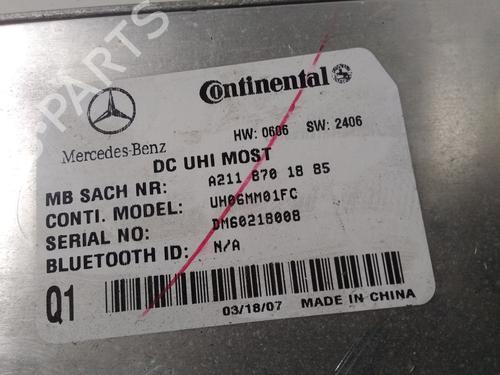 Continental
Mercedes-Benz
HW: 0606 SW: 2406
DC UHI MOST
MB SACH NR: A211 870 18 85
CONTI. MODEL: UH06MM01FC
SERIAL NO: DM60218008
BLUETOOTH ID: N/A
Q1
03/18/07 MADE IN CHINA